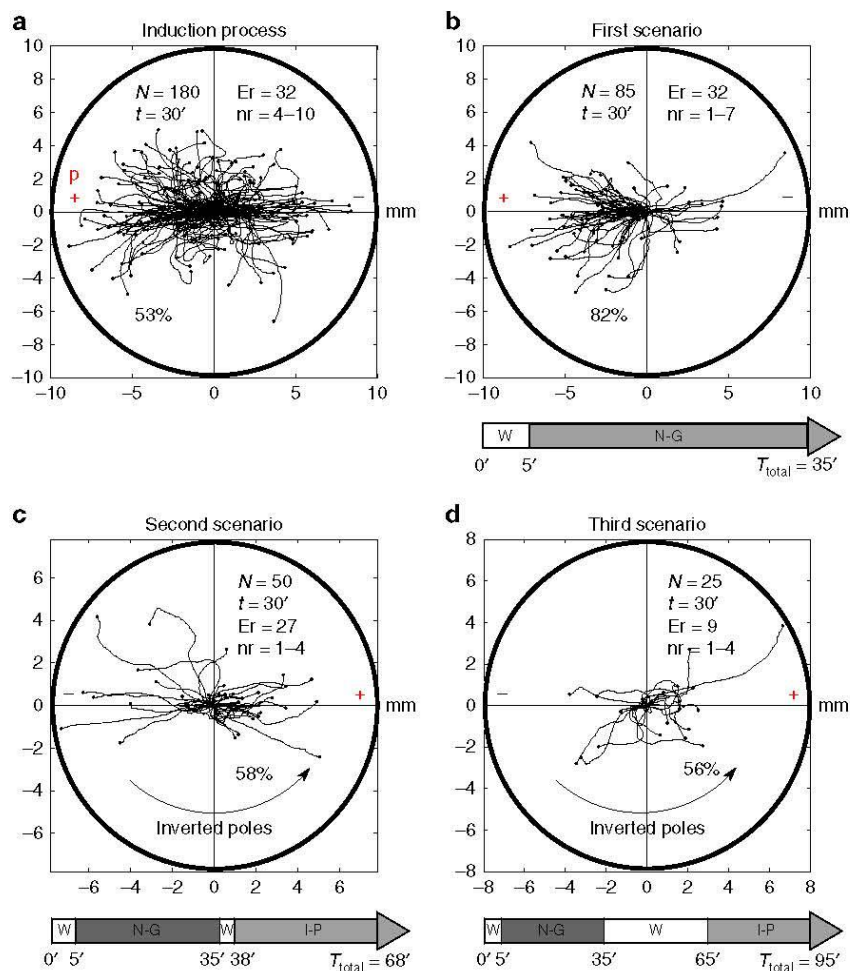 a
Induction process
N = 180
t = 30′
Er = 32
nr = 4–10
p
+
–
53%
mm
10
8
6
4
2
0
–2
–4
–6
–8
–10
–10
–5
0
5
10
b
First scenario
N = 85
t = 30′
Er = 32
nr = 1–7
+
–
82%
mm
10
8
6
4
2
0
–2
–4
–6
–8
–10
–10
–5
0
5
10
W
N-G
0′
5′
Ttotal = 35′
c
Second scenario
N = 50
t = 30′
Er = 27
nr = 1–4
–
+
58%
Inverted poles
mm
6
4
2
0
–2
–4
–6
–6
–4
–2
0
2
4
6
W
N-G
W
I-P
0′
5′
35′
38′
Ttotal = 68′
d
Third scenario
N = 25
t = 30′
Er = 9
nr = 1–4
–
+
56%
Inverted poles
mm
8
6
4
2
0
–2
–4
–6
–8
–8
–6
–4
–2
0
2
4
6
8
W
N-G
W
I-P
0′
5′
35′
65′
Ttotal = 95′